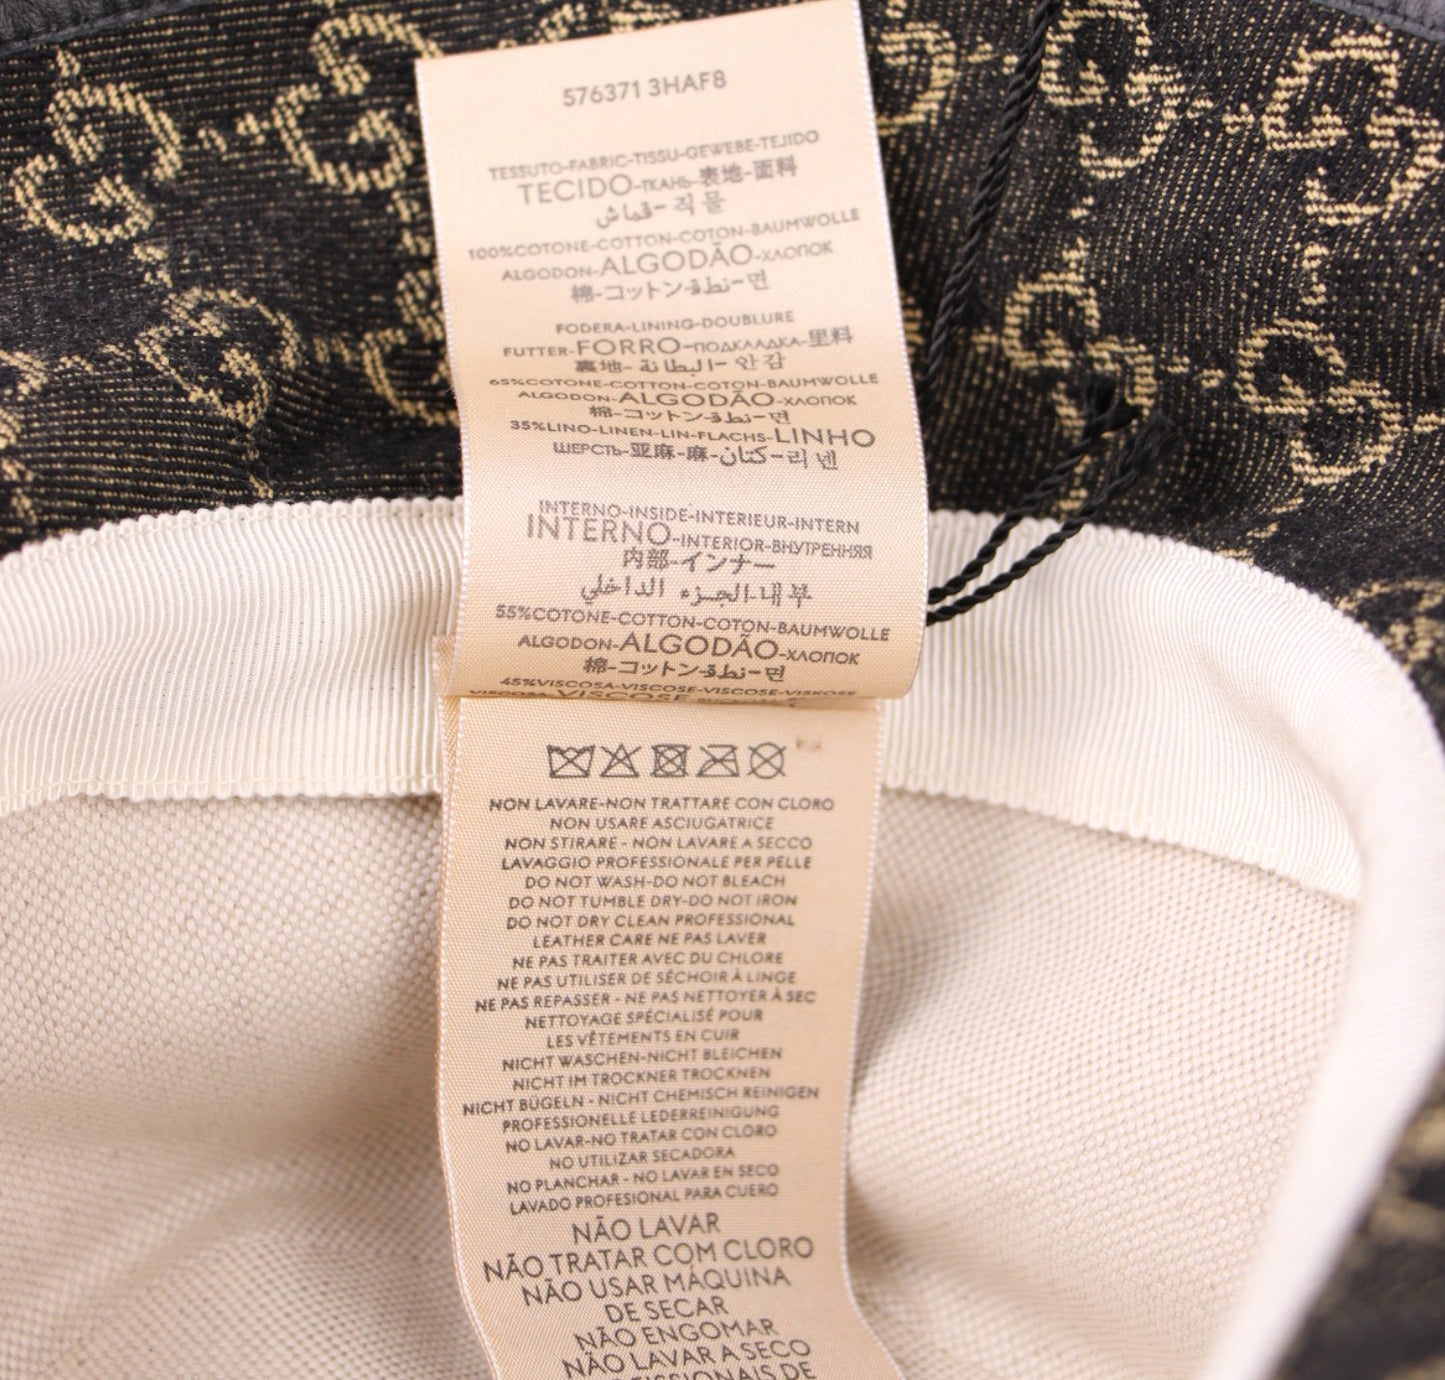 576371 3HAF8
TESSUTO-FABRIC-TISSU-GEWEBE-TEJIDO
TECIDO-ТКАНЬ-表地-面料
قماش-직물
100%COTONE-COTTON-COTON-BAUMWOLLE
ALGODON-ALGODÃO-ХЛОПОК
棉-コットン-قطن-면
FODERA-LINING-DOUBLURE
FUTTER-FORRO-ПОДКЛАДКА-里料
裏地-البطانة-안감
65%COTONE-COTTON-COTON-BAUMWOLLE
ALGODON-ALGODÃO-ХЛОПОК
棉-コットン-قطن-면
35%LINO-LINEN-LIN-FLACHS-LINHO
ШЕРСТЬ-亚麻-麻-كتان-리넨
INTERNO-INSIDE-INTERIEUR-INTERN
INTERNO-INTERIOR-ВНУТРЕННЯЯ
内部-インナー
내부-الجزء الداخلي
55%COTONE-COTTON-COTON-BAUMWOLLE
ALGODON-ALGODÃO-ХЛОПОК
棉-コットン-قطن-면
45%VISCOSA-VISCOSE-VISCOSE-VISKOSE
VISCOSA-VISCOSE
NON LAVARE-NON TRATTARE CON CLORO
NON USARE ASCIUGATRICE
NON STIRARE - NON LAVARE A SECCO
LAVAGGIO PROFESSIONALE PER PELLE
DO NOT WASH-DO NOT BLEACH
DO NOT TUMBLE DRY-DO NOT IRON
DO NOT DRY CLEAN PROFESSIONAL
LEATHER CARE NE PAS LAVER
NE PAS TRAITER AVEC DU CHLORE
NE PAS UTILISER DE SÉCHOIR À LINGE
NE PAS REPASSER - NE PAS NETTOYER À SEC
NETTOYAGE SPÉCIALISÉ POUR
LES VÊTEMENTS EN CUIR
NICHT WASCHEN-NICHT BLEICHEN
NICHT IM TROCKNER TROCKNEN
NICHT BÜGELN - NICHT CHEMISCH REINIGEN
PROFESSIONELLE LEDERREINIGUNG
NO LAVAR-NO TRATAR CON CLORO
NO UTILIZAR SECADORA
NO PLANCHAR - NO LAVAR EN SECO
LAVADO PROFESIONAL PARA CUERO
NÃO LAVAR
NÃO TRATAR COM CLORO
NÃO USAR MÁQUINA
DE SECAR
NÃO ENGOMAR
NÃO LAVAR A SECO
DE